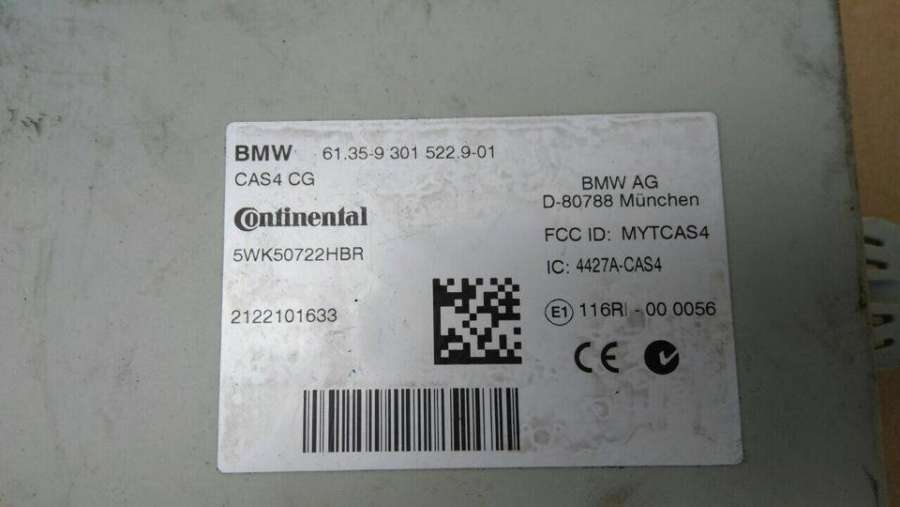 BMW 61.35-9 301 522.9-01
CAS4 CG
Continental
5WK50722HBR
2122101633
BMW AG
D-80788 München
FCC ID: MYTCAS4
IC: 4427A-CAS4
E1 116RI - 00 0056
CE